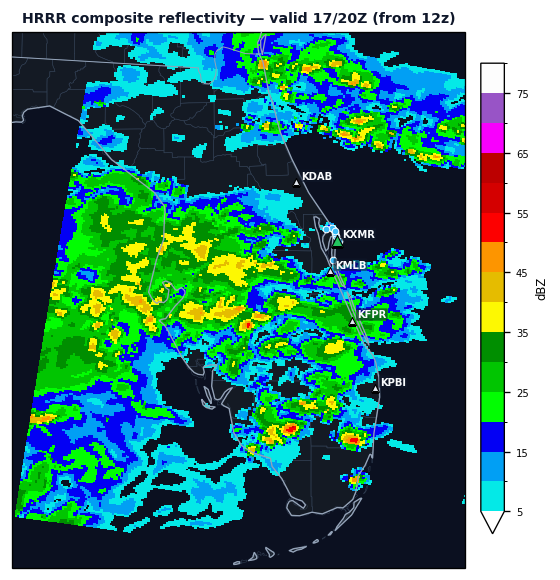 HRRR composite reflectivity — valid 17/20Z (from 12z)
KDAB
KXMR
KMLB
KFPR
KPBI
75
65
55
45
35
25
15
5
dBZ